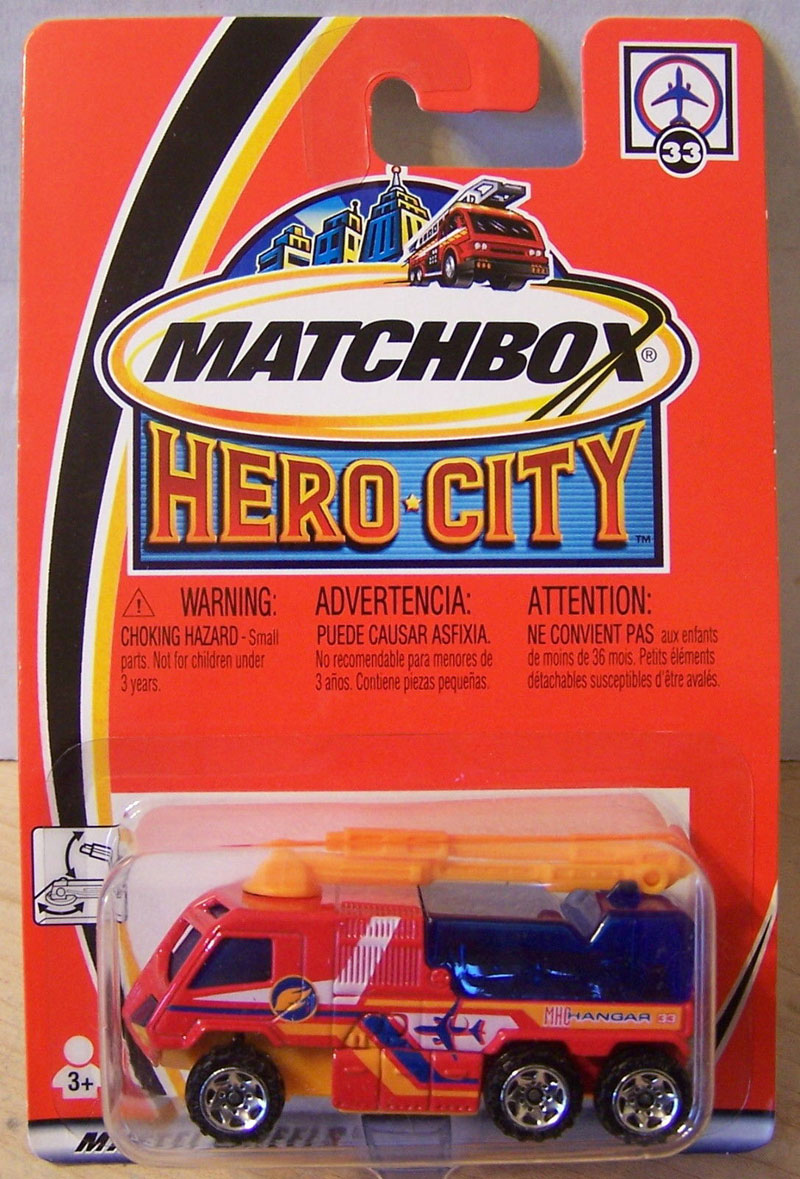 33
MATCHBOX®
HERO CITY™
WARNING:
CHOKING HAZARD - Small
parts. Not for children under
3 years.
ADVERTENCIA:
PUEDE CAUSAR ASFIXIA.
No recomendable para menores de
3 años. Contiene piezas pequeñas.
ATTENTION:
NE CONVIENT PAS aux enfants
de moins de 36 mois. Petits éléments
détachables susceptibles d'être avalés.
MHC HANGAR 33
3+